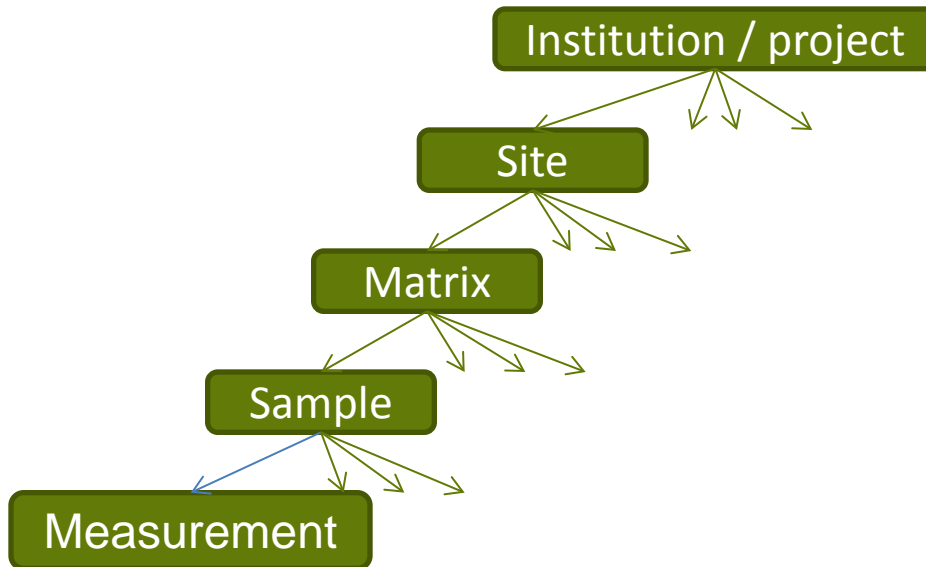 Institution / project
Site
Matrix
Sample
Measurement